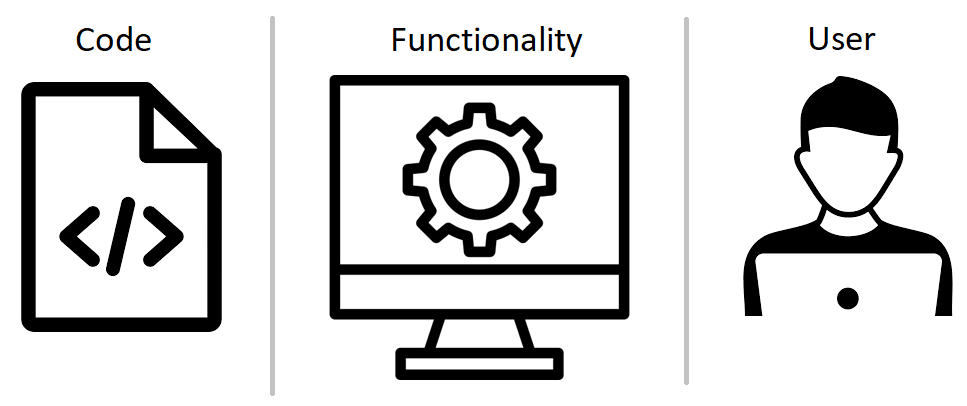 Code
Functionality
User
</>